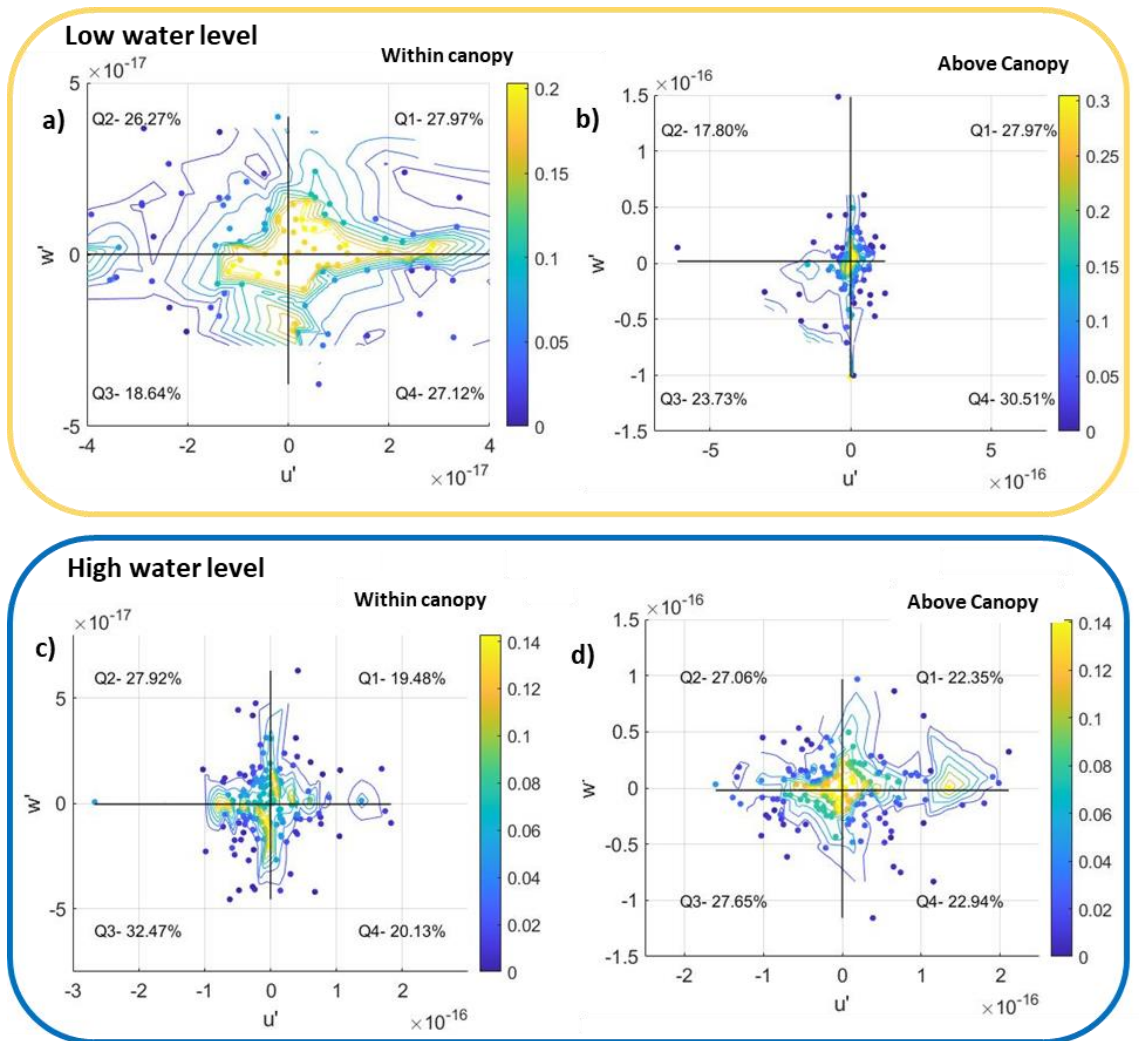 Low water level
Within canopy
×10⁻¹⁷
a)
Q2- 26.27%
Q1- 27.97%
Q3- 18.64%
Q4- 27.12%
5
0
-5
w'
-4
-2
0
2
4
u'
×10⁻¹⁷
0.2
0.15
0.1
0.05
0
Above Canopy
×10⁻¹⁶
b)
Q2- 17.80%
Q1- 27.97%
Q3- 23.73%
Q4- 30.51%
1.5
1
0.5
0
-0.5
-1
-1.5
w'
-5
0
5
u'
×10⁻¹⁶
0.3
0.25
0.2
0.15
0.1
0.05
0
High water level
Within canopy
×10⁻¹⁷
c)
Q2- 27.92%
Q1- 19.48%
Q3- 32.47%
Q4- 20.13%
5
0
-5
w'
-3
-2
-1
0
1
2
3
u'
×10⁻¹⁶
0.14
0.12
0.1
0.08
0.06
0.04
0.02
0
Above Canopy
×10⁻¹⁶
d)
Q2- 27.06%
Q1- 22.35%
Q3- 27.65%
Q4- 22.94%
1.5
1
0.5
0
-0.5
-1
-1.5
w'
-2
-1
0
1
2
u'
×10⁻¹⁶
0.14
0.12
0.1
0.08
0.06
0.04
0.02
0